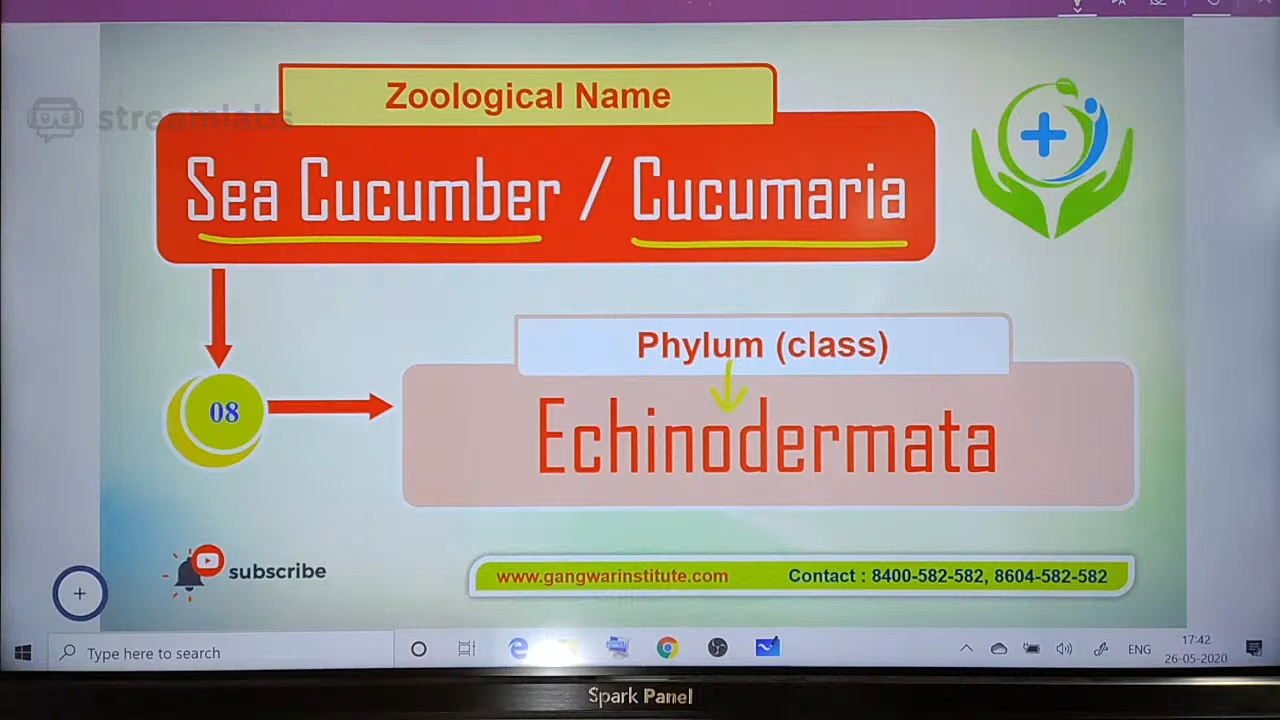 Zoological Name
streamlabs
Sea Cucumber / Cucumaria
Phylum (class)
08
Echinodermata
subscribe
www.gangwarinstitute.com Contact : 8400-582-582, 8604-582-582
Type here to search
ENG
17:42
26-05-2020
Spark Panel